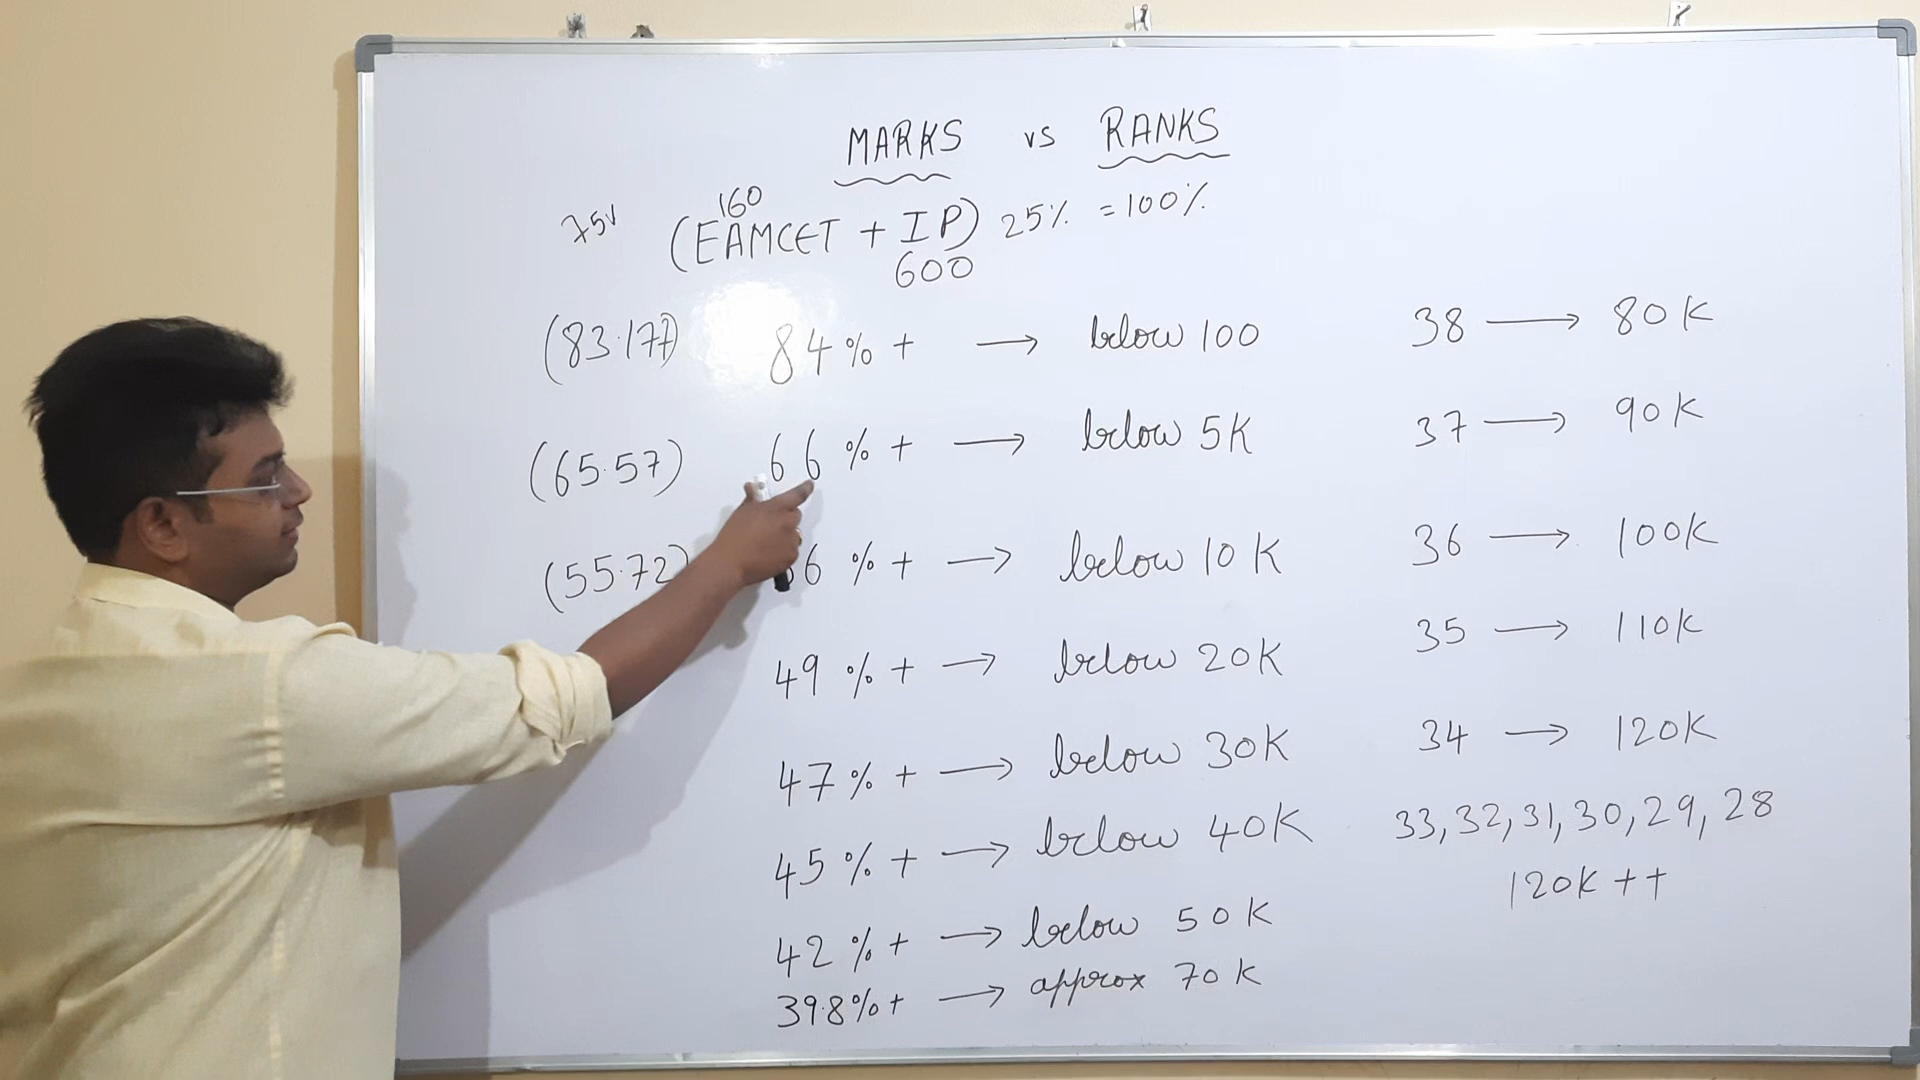 MARKS vs RANKS
75%
160
(EAMCET + IP) 25% = 100%
600
(83.177) 84% + → below 100
(65.57) 66% + → below 5K
(55.72) 6% + → below 10K
49% + → below 20K
47% + → below 30K
45% + → below 40K
42% + → below 50K
39.8%+ → approx 70K
38 → 80K
37 → 90K
36 → 100K
35 → 110K
34 → 120K
33, 32, 31, 30, 29, 28
120K ++